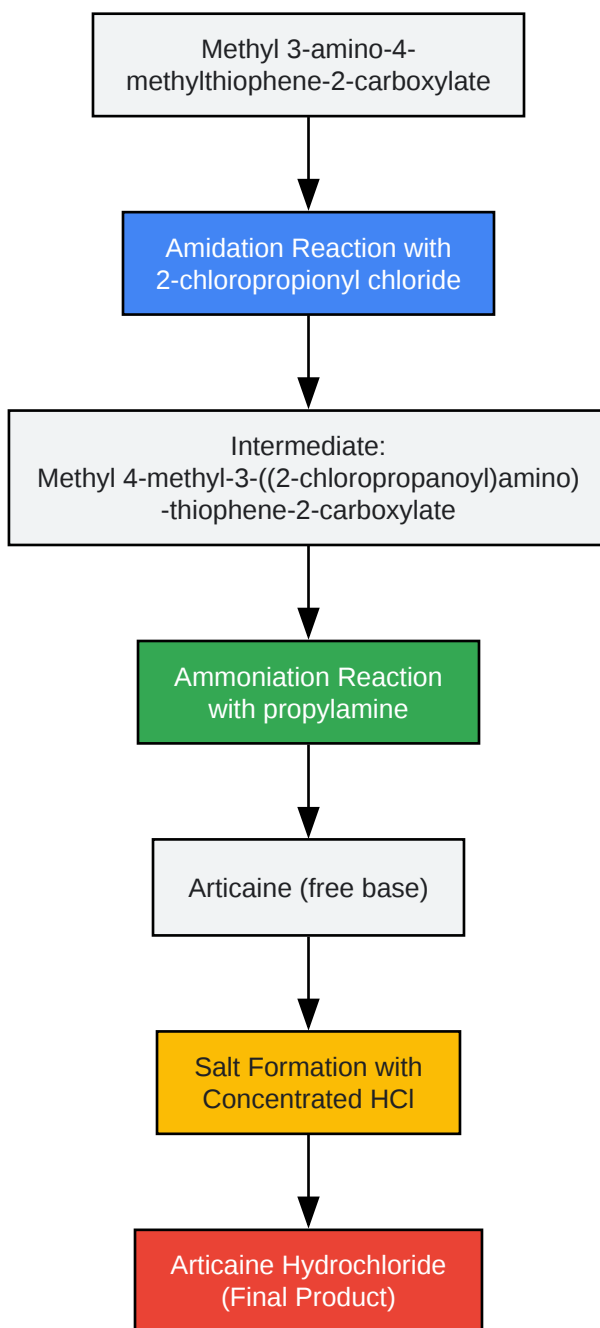 Methyl 3-amino-4-
methylthiophene-2-carboxylate
Amidation Reaction with
2-chloropropionyl chloride
Intermediate:
Methyl 4-methyl-3-((2-chloropropanoyl)amino)
-thiophene-2-carboxylate
Ammoniation Reaction
with propylamine
Articaine (free base)
Salt Formation with
Concentrated HCl
Articaine Hydrochloride
(Final Product)